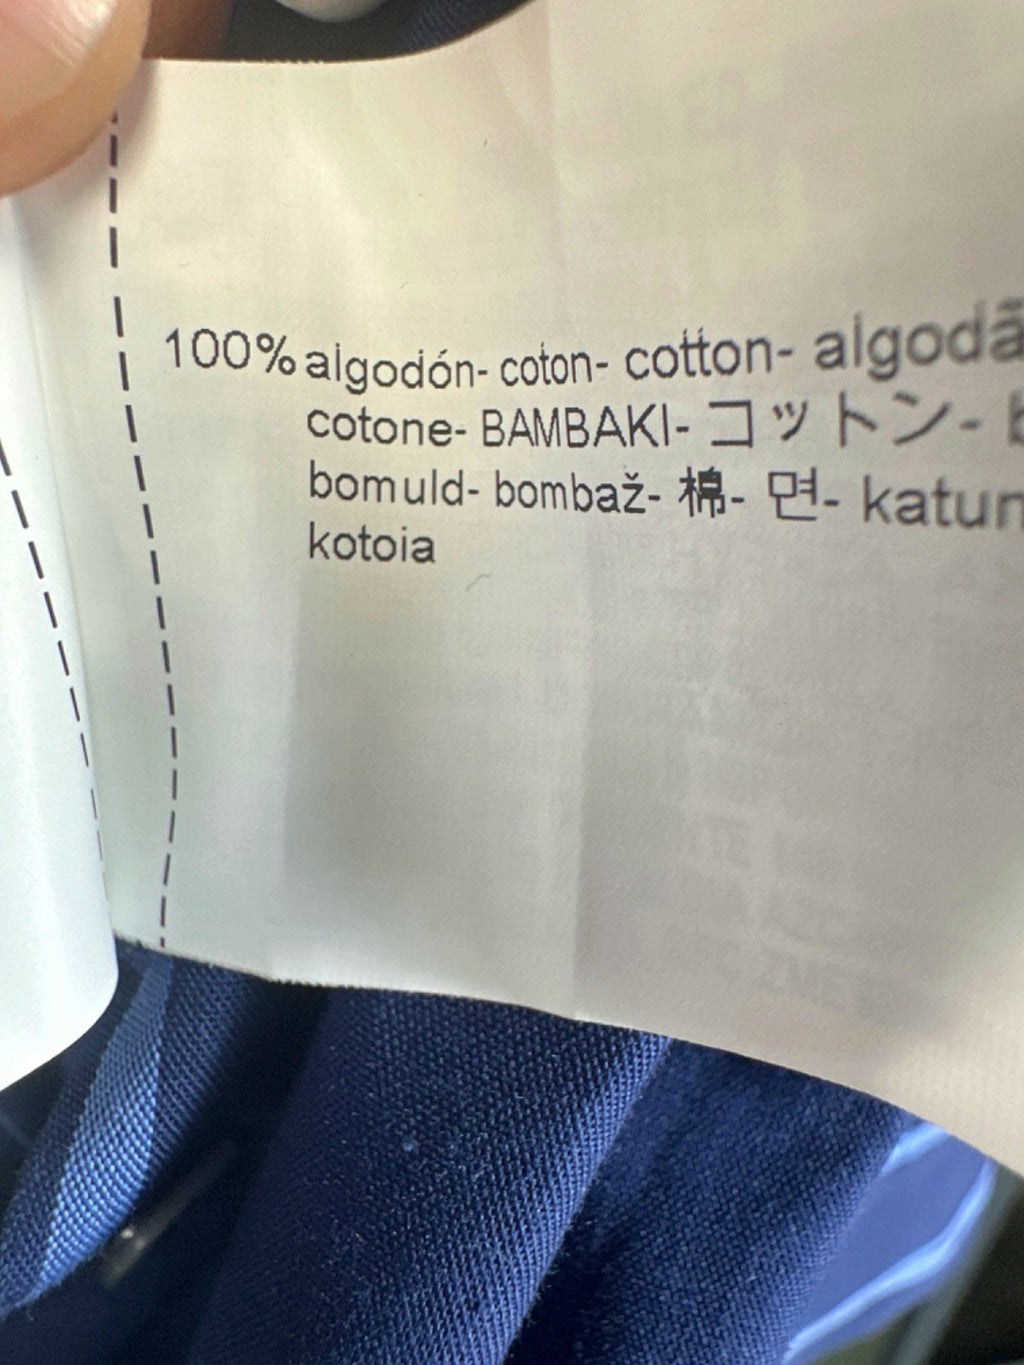 100% algodón- coton- cotton- algodã
cotone- BAMBAKI- コットン-
bomuld- bombaž- 棉- 면- katun
kotoia